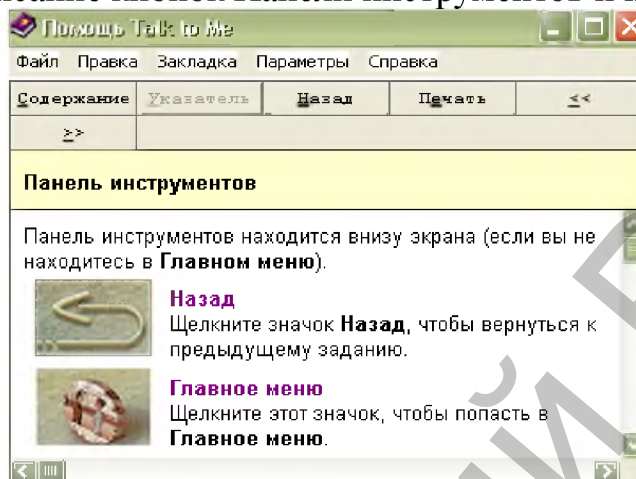 Помощь Talk to Me
Файл Правка Закладка Параметры Справка
Содержание Указатель Назад Печать <<
>>
Панель инструментов
Панель инструментов находится внизу экрана (если вы не
находитесь в Главном меню).
Назад
Щелкните значок Назад, чтобы вернуться к
предыдущему заданию.
Главное меню
Щелкните этот значок, чтобы попасть в
Главное меню.